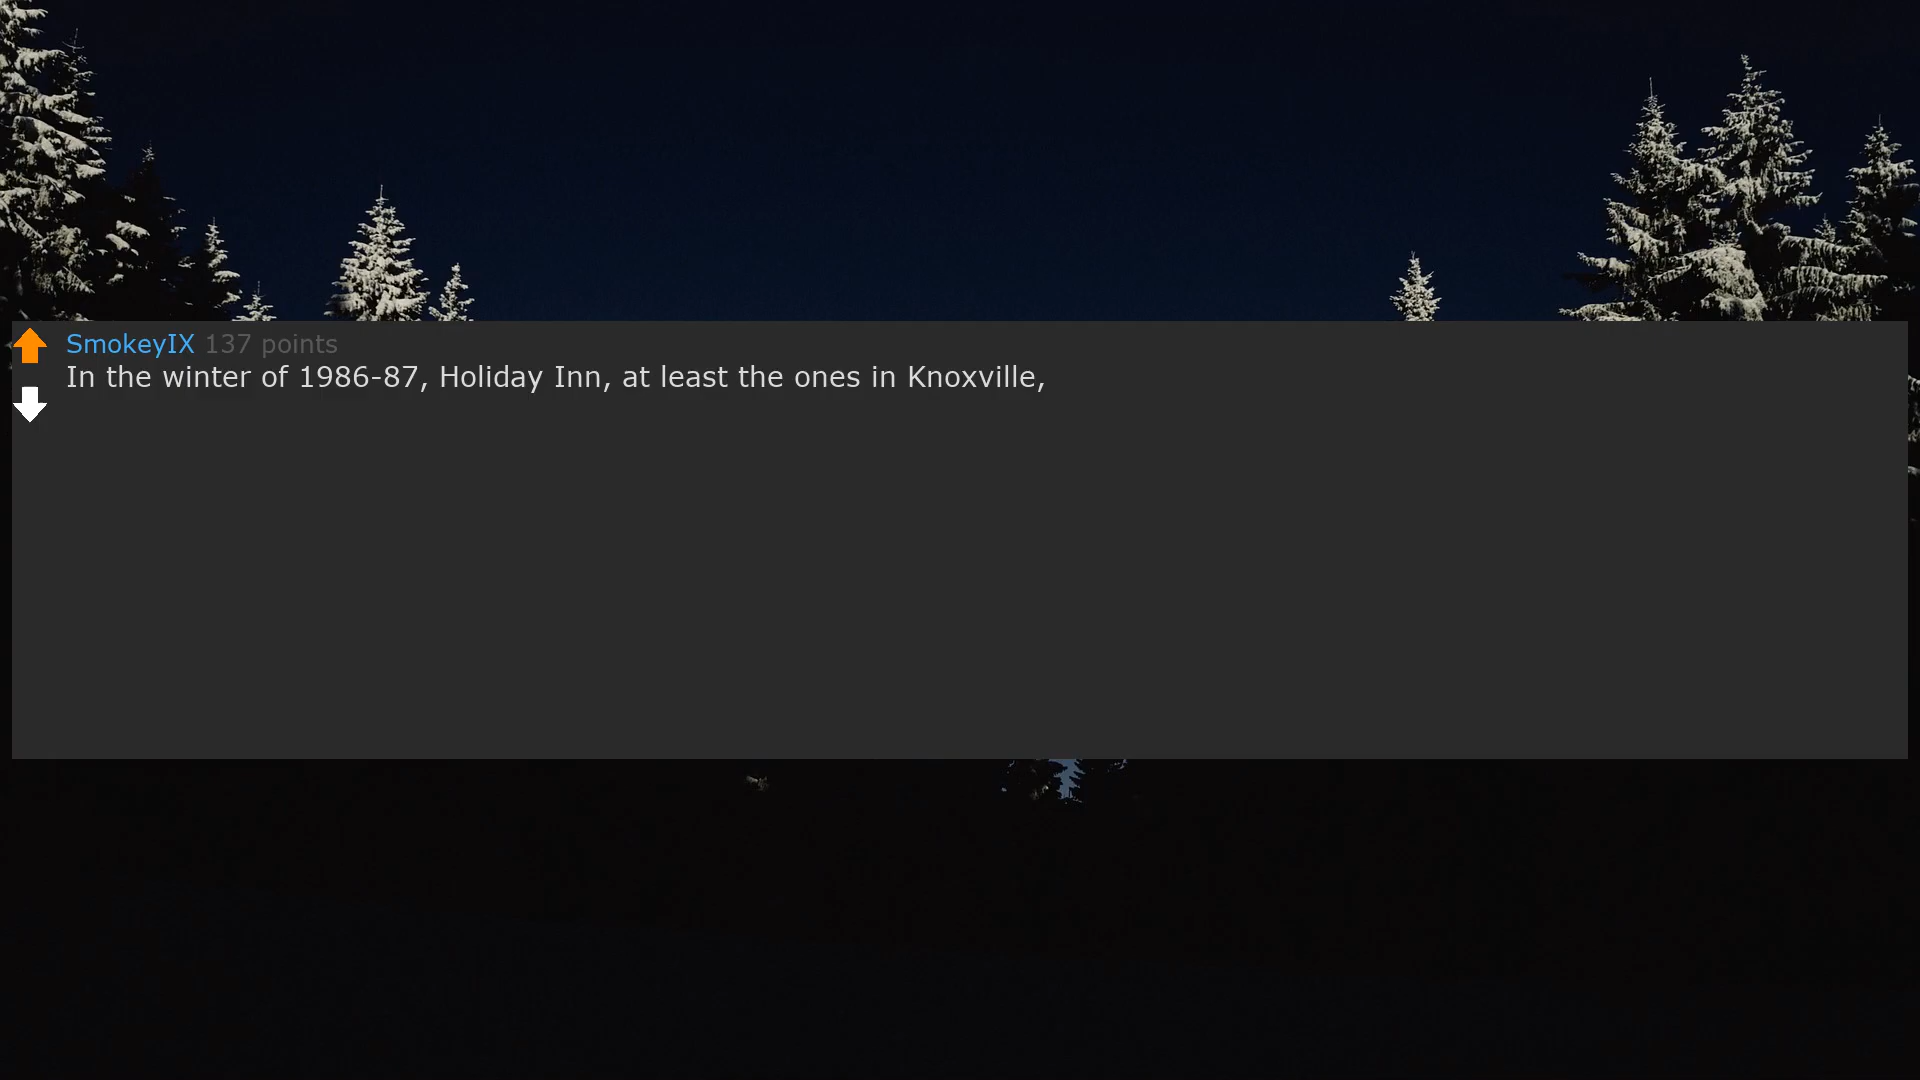 SmokeyIX 137 points
In the winter of 1986-87, Holiday Inn, at least the ones in Knoxville,